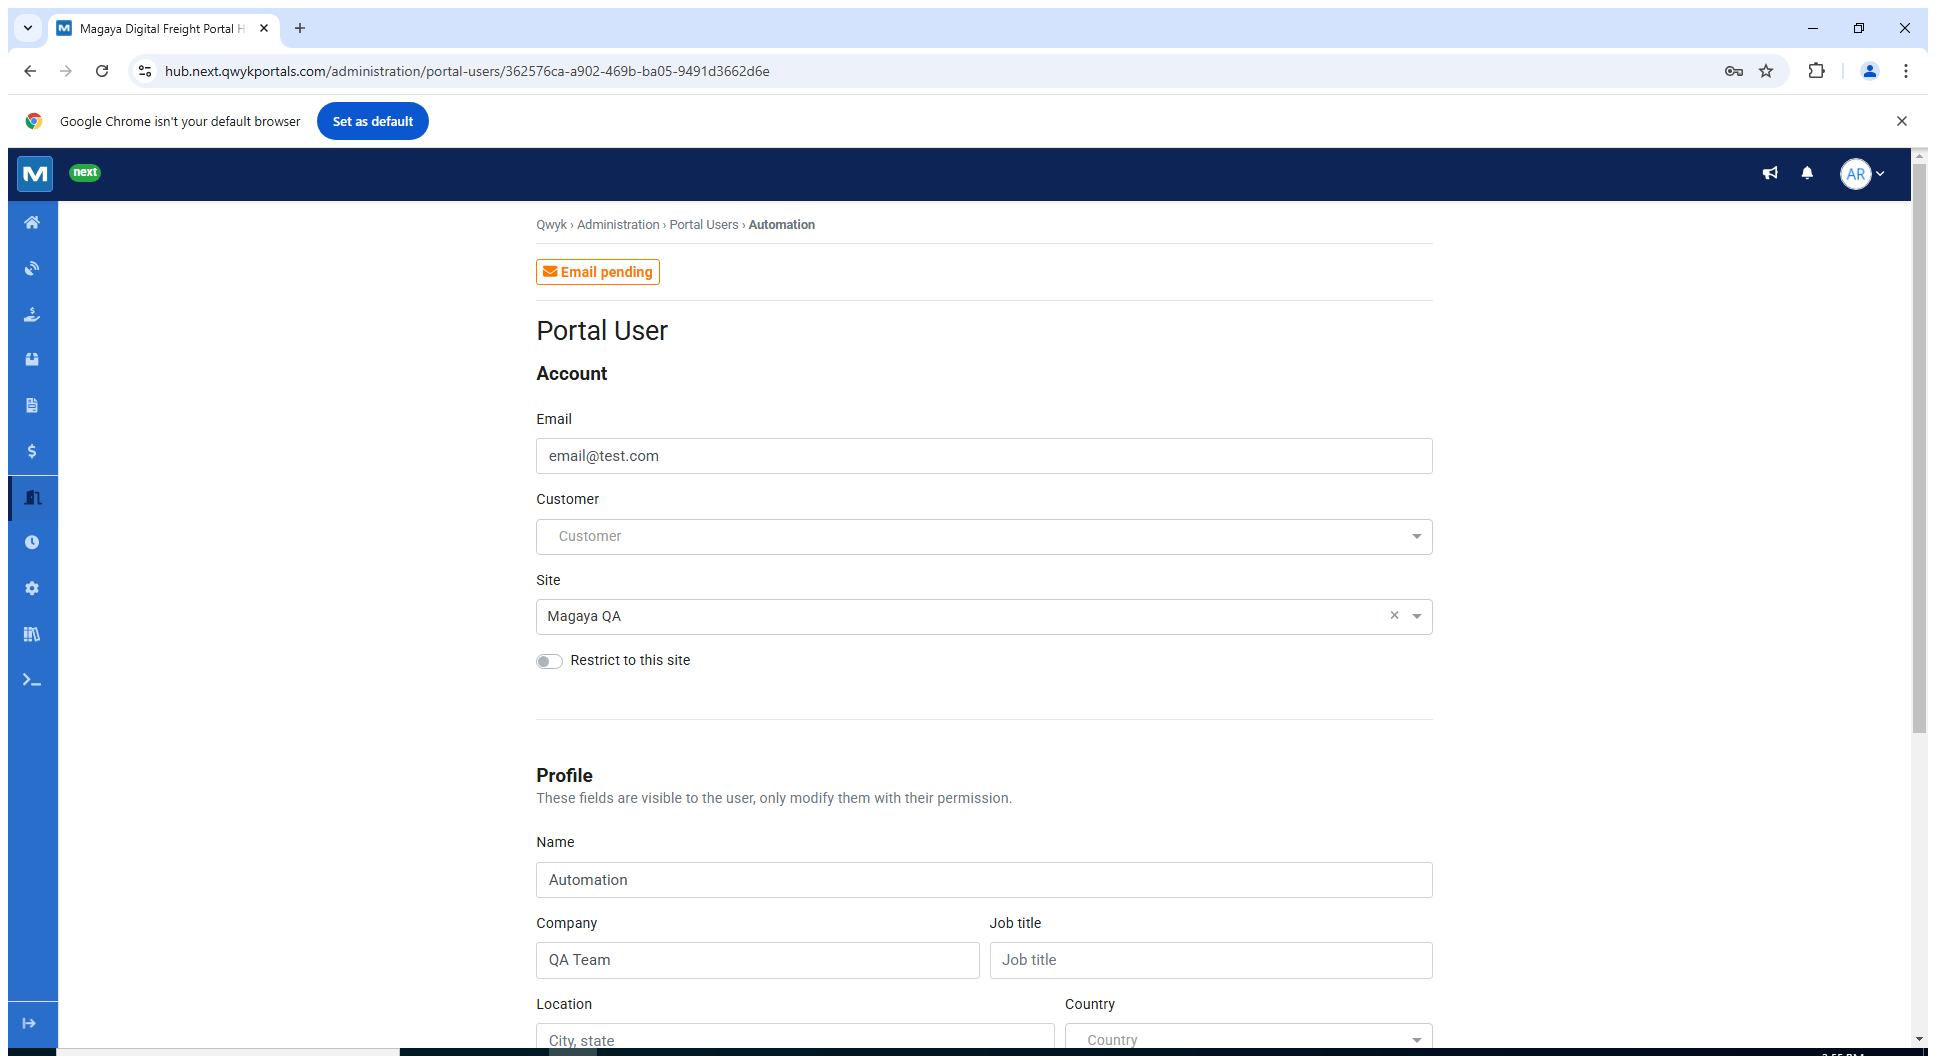 Magaya Digital Freight Portal H
hub.next.qwykportals.com/administration/portal-users/362576ca-a902-469b-ba05-9491d3662d6e
Google Chrome isn't your default browser
Set as default
M
next
AR
Qwyk › Administration › Portal Users › Automation
Email pending
Portal User
Account
Email
email@test.com
Customer
Customer
Site
Magaya QA
Restrict to this site
Profile
These fields are visible to the user, only modify them with their permission.
Name
Automation
Company
Job title
QA Team
Job title
Location
Country
City, state
Country